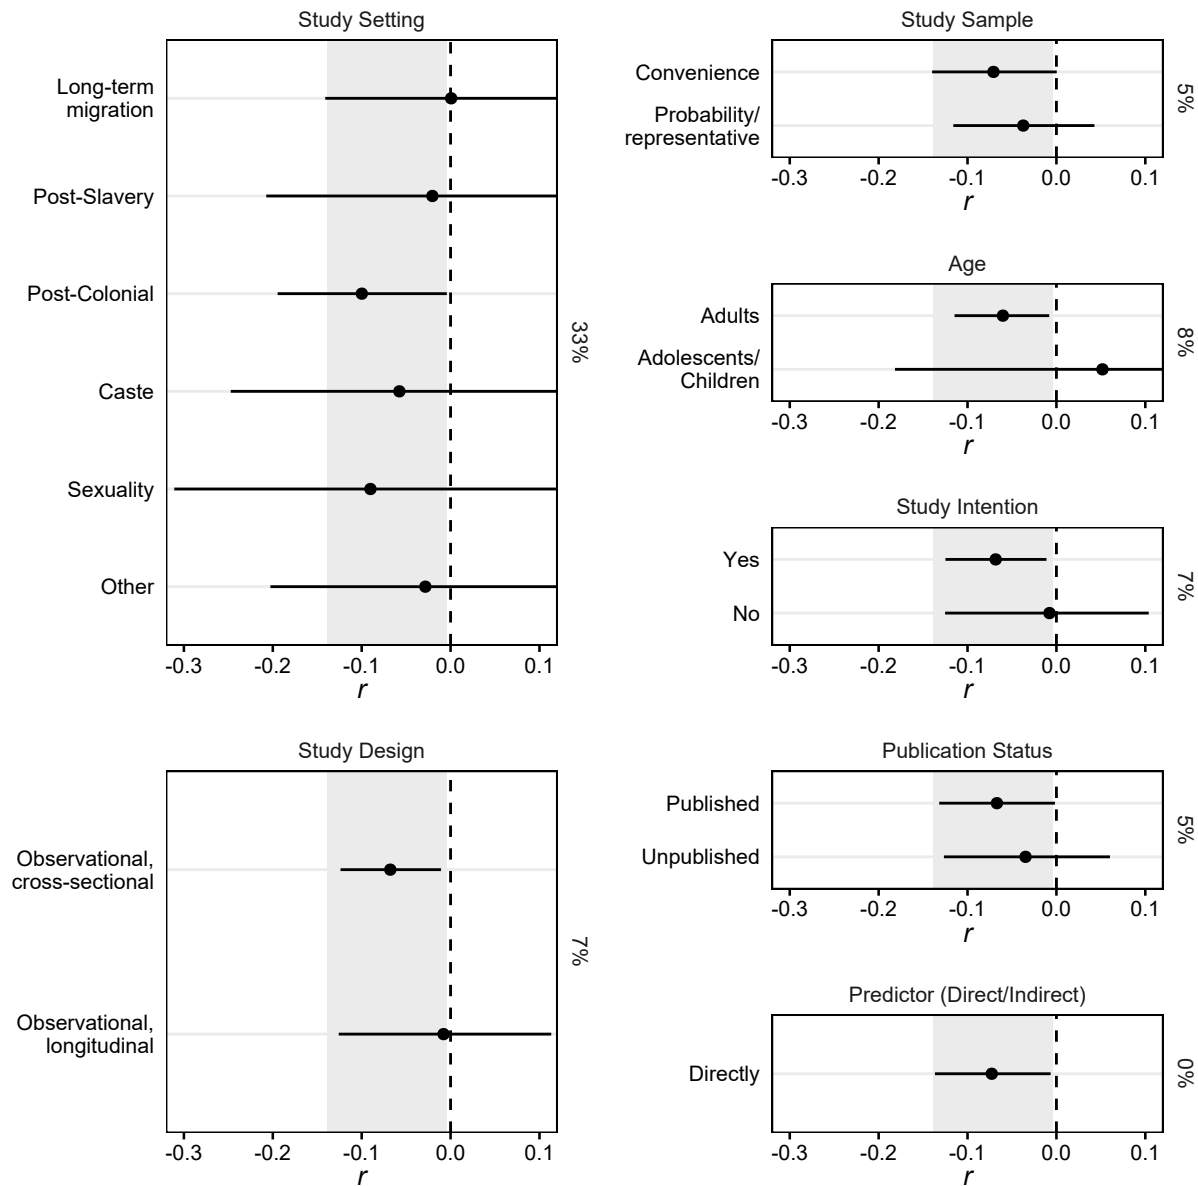 Study Setting
Long-term
migration
Post-Slavery
Post-Colonial
Caste
Sexuality
Other
33%
-0.3 -0.2 -0.1 0.0 0.1
r
Study Design
Observational,
cross-sectional
Observational,
longitudinal
7%
-0.3 -0.2 -0.1 0.0 0.1
r
Study Sample
Convenience
Probability/
representative
5%
-0.3 -0.2 -0.1 0.0 0.1
r
Age
Adults
Adolescents/
Children
8%
-0.3 -0.2 -0.1 0.0 0.1
r
Study Intention
Yes
No
7%
-0.3 -0.2 -0.1 0.0 0.1
r
Publication Status
Published
Unpublished
5%
-0.3 -0.2 -0.1 0.0 0.1
r
Predictor (Direct/Indirect)
Directly
0%
-0.3 -0.2 -0.1 0.0 0.1
r